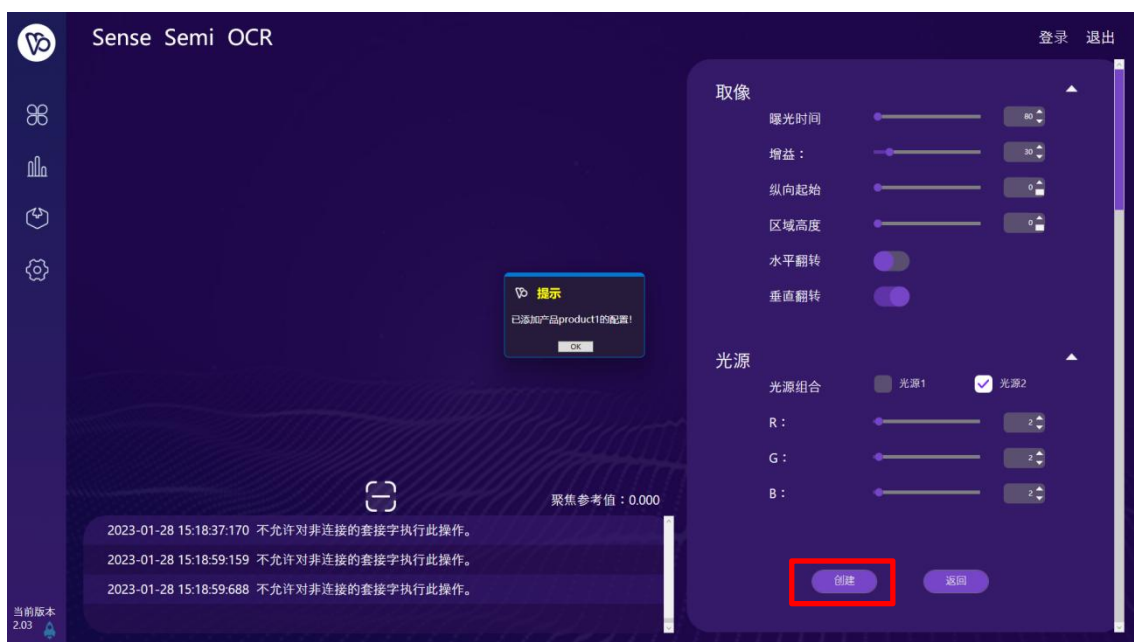 Sense Semi OCR
登录 退出
取像
曝光时间 80
增益： 30
纵向起始 0
区域高度 0
水平翻转
垂直翻转
提示
已添加产品product1的配置!
OK
光源
光源组合 光源1 光源2
R： 2
G： 2
B： 2
聚焦参考值：0.000
2023-01-28 15:18:37:170 不允许对非连接的套接字执行此操作。
2023-01-28 15:18:59:159 不允许对非连接的套接字执行此操作。
2023-01-28 15:18:59:688 不允许对非连接的套接字执行此操作。
创建 返回
当前版本
2.03